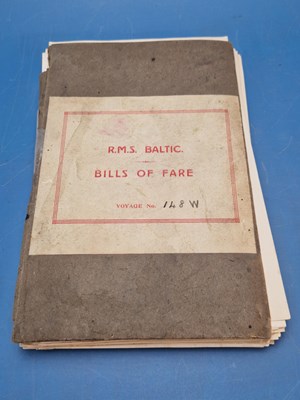 R.M.S. BALTIC.
BILLS OF FARE
VOYAGE No. 148 W